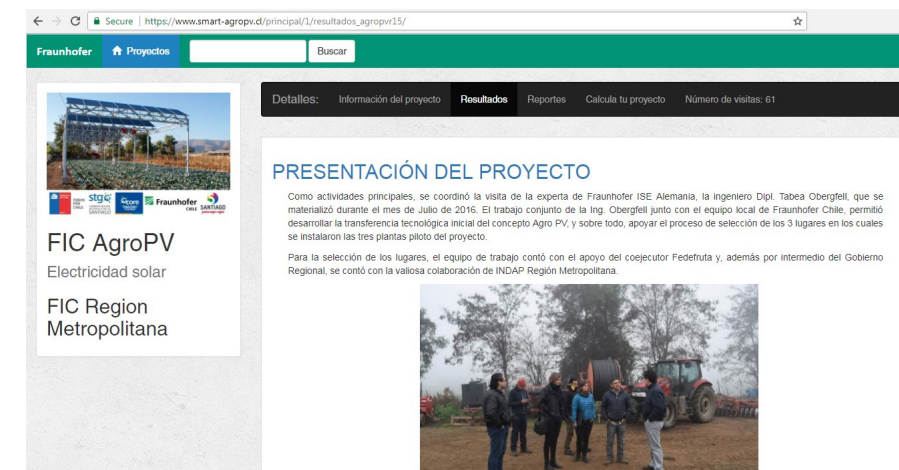 Secure | https://www.smart-agropv.cl/principal/1/resultados_agropvr15/
Fraunhofer Proyectos Buscar
Detalles: Información del proyecto Resultados Reportes Calcula tu proyecto Número de visitas: 61
stgo
corfo
Fraunhofer
CHILE
SANTIAGO
FIC AgroPV
Electricidad solar
FIC Region
Metropolitana
PRESENTACIÓN DEL PROYECTO
Como actividades principales, se coordinó la visita de la experta de Fraunhofer ISE Alemania, la ingeniero Dipl. Tabea Obergfell, que se
materializó durante el mes de Julio de 2016. El trabajo conjunto de la Ing. Obergfell junto con el equipo local de Fraunhofer Chile, permitió
desarrollar la transferencia tecnológica inicial del concepto Agro PV, y sobre todo, apoyar el proceso de selección de los 3 lugares en los cuales
se instalaron las tres plantas piloto del proyecto.
Para la selección de los lugares, el equipo de trabajo contó con el apoyo del coejecutor Fedefruta y, además por intermedio del Gobierno
Regional, se contó con la valiosa colaboración de INDAP Región Metropolitana.